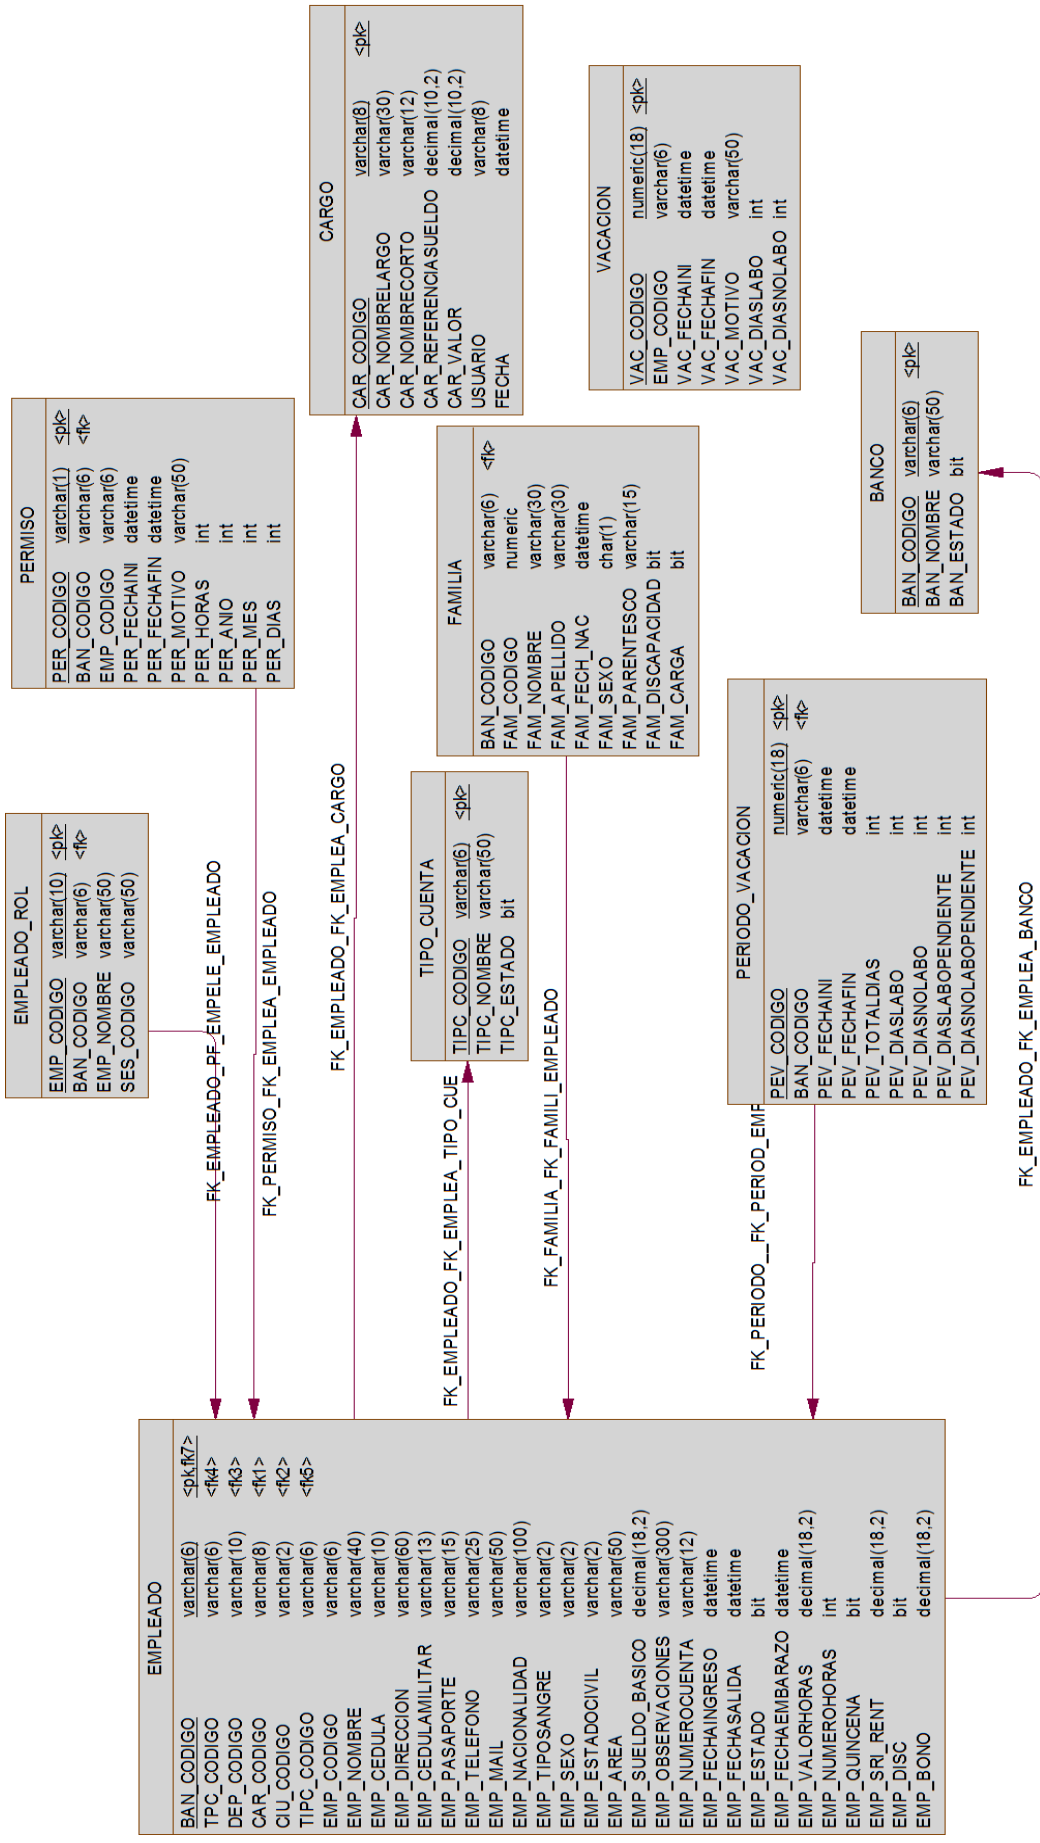 EMPLEADO
BAN_CODIGO varchar(6) <pk,fk7>
TPC_CODIGO varchar(6) <fk4>
DEP_CODIGO varchar(10) <fk3>
CAR_CODIGO varchar(8) <fk1>
CIU_CODIGO varchar(2) <fk2>
TIPC_CODIGO varchar(6) <fk5>
EMP_CODIGO varchar(6)
EMP_NOMBRE varchar(40)
EMP_CEDULA varchar(10)
EMP_DIRECCION varchar(60)
EMP_CEDULAMILITAR varchar(13)
EMP_PASAPORTE varchar(15)
EMP_TELEFONO varchar(25)
EMP_MAIL varchar(50)
EMP_NACIONALIDAD varchar(100)
EMP_TIPOSANGRE varchar(2)
EMP_SEXO varchar(2)
EMP_ESTADOCIVIL varchar(2)
EMP_AREA varchar(50)
EMP_SUELDO_BASICO decimal(18,2)
EMP_OBSERVACIONES varchar(300)
EMP_NUMEROCUENTA varchar(12)
EMP_FECHAINGRESO datetime
EMP_FECHASALIDA datetime
EMP_ESTADO bit
EMP_FECHAEMBARAZO datetime
EMP_VALORHORAS decimal(18,2)
EMP_NUMEROHORAS int
EMP_QUINCENA bit
EMP_SRI_RENT decimal(18,2)
EMP_DISC bit
EMP_BONO decimal(18,2)
EMPLEADO_ROL
EMP_CODIGO varchar(10) <pk>
BAN_CODIGO varchar(6) <fk>
EMP_NOMBRE varchar(50)
SES_CODIGO varchar(50)
FK_EMPLEADO_PF_EMPELE_EMPLEADO
FK_PERMISO_FK_EMPLEA_EMPLEADO
FK_EMPLEADO_FK_EMPLEA_CARGO
PERMISO
PER_CODIGO varchar(1) <pk>
BAN_CODIGO varchar(6) <fk>
EMP_CODIGO varchar(6)
PER_FECHAINI datetime
PER_FECHAFIN datetime
PER_MOTIVO varchar(50)
PER_HORAS int
PER_ANIO int
PER_MES int
PER_DIAS int
CARGO
CAR_CODIGO varchar(8) <pk>
CAR_NOMBRELARGO varchar(30)
CAR_NOMBRECORTO varchar(12)
CAR_REFERENCIASUELDO decimal(10,2)
CAR_VALOR decimal(10,2)
USUARIO varchar(8)
FECHA datetime
TIPO_CUENTA
TIPC_CODIGO varchar(6) <pk>
TIPC_NOMBRE varchar(50)
TIPC_ESTADO bit
FK_EMPLEADO_FK_EMPLEA_TIPO_CUE
FK_FAMILIA_FK_FAMILI_EMPLEADO
FAMILIA
BAN_CODIGO varchar(6) <fk>
FAM_CODIGO numeric
FAM_NOMBRE varchar(30)
FAM_APELLIDO varchar(30)
FAM_FECH_NAC datetime
FAM_SEXO char(1)
FAM_PARENTESCO varchar(15)
FAM_DISCAPACIDAD bit
FAM_CARGA bit
VACACION
VAC_CODIGO numeric(18) <pk>
EMP_CODIGO varchar(6)
VAC_FECHAINI datetime
VAC_FECHAFIN datetime
VAC_MOTIVO varchar(50)
VAC_DIASLABO int
VAC_DIASNOLABO int
PERIODO_VACACION
PEV_CODIGO numeric(18) <pk>
BAN_CODIGO varchar(6) <fk>
PEV_FECHAINI datetime
PEV_FECHAFIN datetime
PEV_TOTALDIAS int
PEV_DIASLABO int
PEV_DIASNOLABO int
PEV_DIASLABOPENDIENTE int
PEV_DIASNOLABOPENDIENTE int
FK_PERIODO__FK_PERIOD_EMP
BANCO
BAN_CODIGO varchar(6) <pk>
BAN_NOMBRE varchar(50)
BAN_ESTADO bit
FK_EMPLEADO_FK_EMPLEA_BANCO